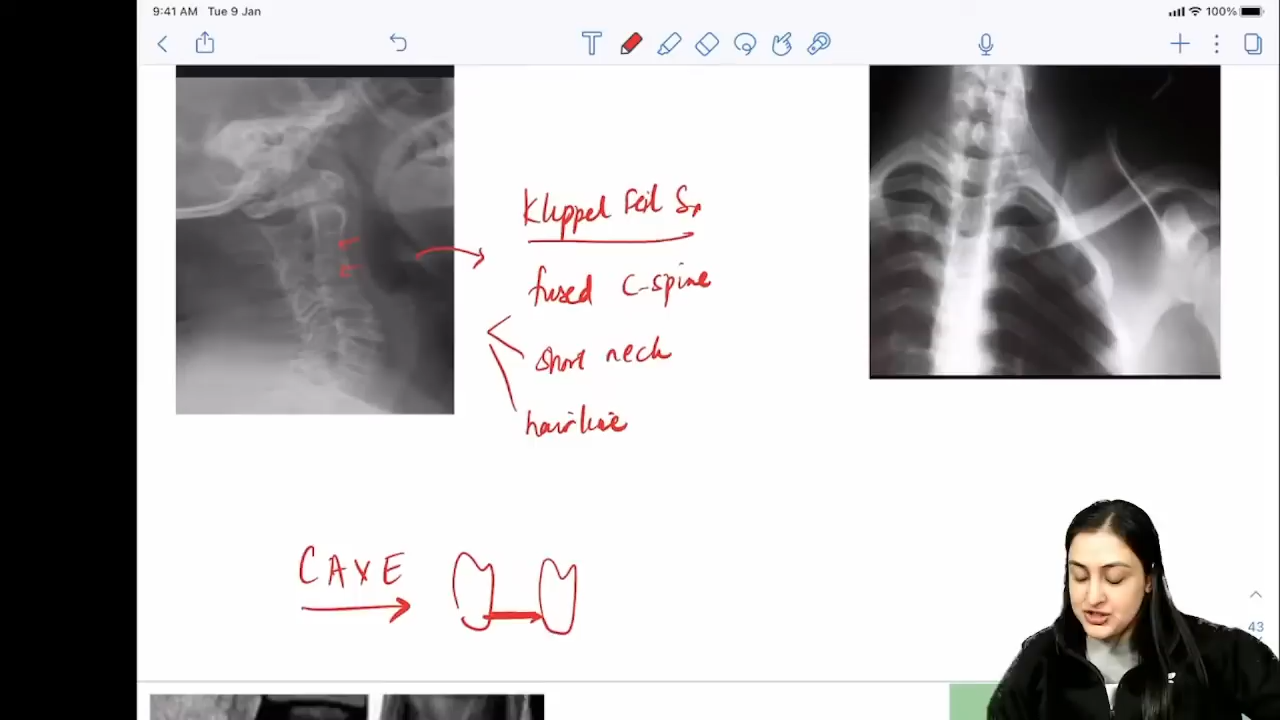 9:41 AM Tue 9 Jan
100%
Klippel Feil Sn
fused C-spine
short neck
hairline
CAVE
43